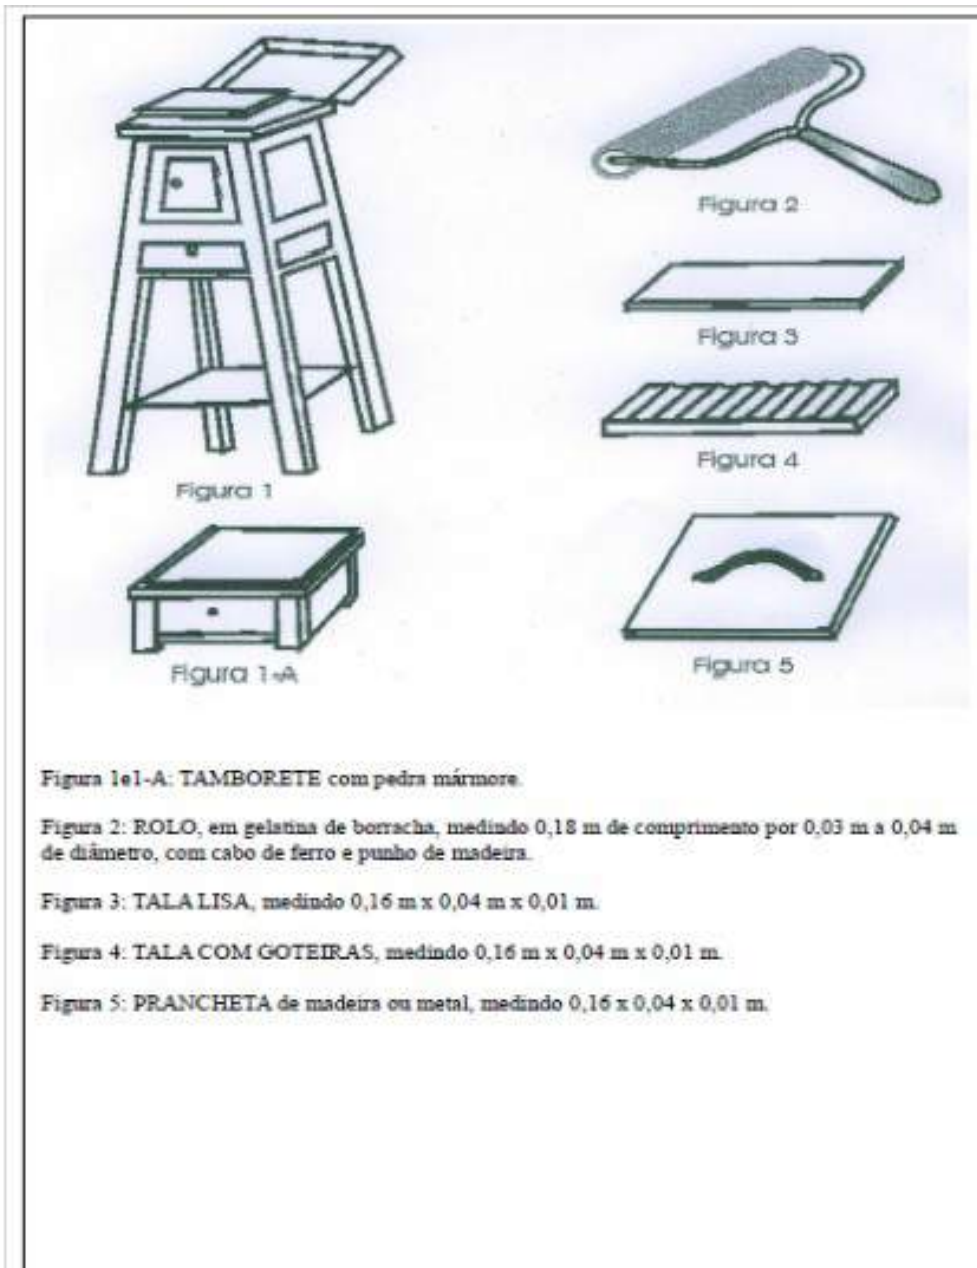 Figura 1
Figura 1-A
Figura 2
Figura 3
Figura 4
Figura 5
Figura 1e1-A: TAMBORETE com pedra mármore.
Figura 2: ROLO, em gelatina de borracha, medindo 0,18 m de comprimento por 0,03 m a 0,04 m
de diâmetro, com cabo de ferro e punho de madeira.
Figura 3: TALA LISA, medindo 0,16 m x 0,04 m x 0,01 m.
Figura 4: TALA COM GOTEIRAS, medindo 0,16 m x 0,04 m x 0,01 m.
Figura 5: PRANCHETA de madeira ou metal, medindo 0,16 x 0,04 x 0,01 m.